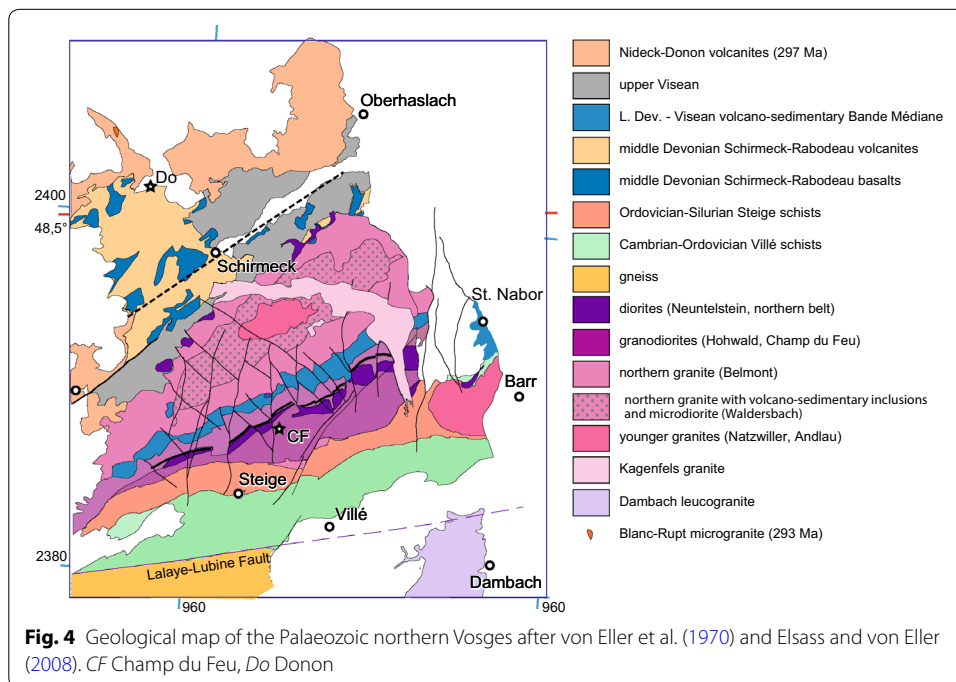 Oberhaslach
Do
2400
48,5°
Schirmeck
St. Nabor
Barr
CF
Steige
Villé
2380
Lalaye-Lubine Fault
Dambach
960
960
Nideck-Donon volcanites (297 Ma)
upper Visean
L. Dev. - Visean volcano-sedimentary Bande Médiane
middle Devonian Schirmeck-Rabodeau volcanites
middle Devonian Schirmeck-Rabodeau basalts
Ordovician-Silurian Steige schists
Cambrian-Ordovician Villé schists
gneiss
diorites (Neuntelstein, northern belt)
granodiorites (Hohwald, Champ du Feu)
northern granite (Belmont)
northern granite with volcano-sedimentary inclusions
and microdiorite (Waldersbach)
younger granites (Natzwiller, Andlau)
Kagenfels granite
Dambach leucogranite
Blanc-Rupt microgranite (293 Ma)
Fig. 4 Geological map of the Palaeozoic northern Vosges after von Eller et al. (1970) and Elsass and von Eller
(2008). CF Champ du Feu, Do Donon